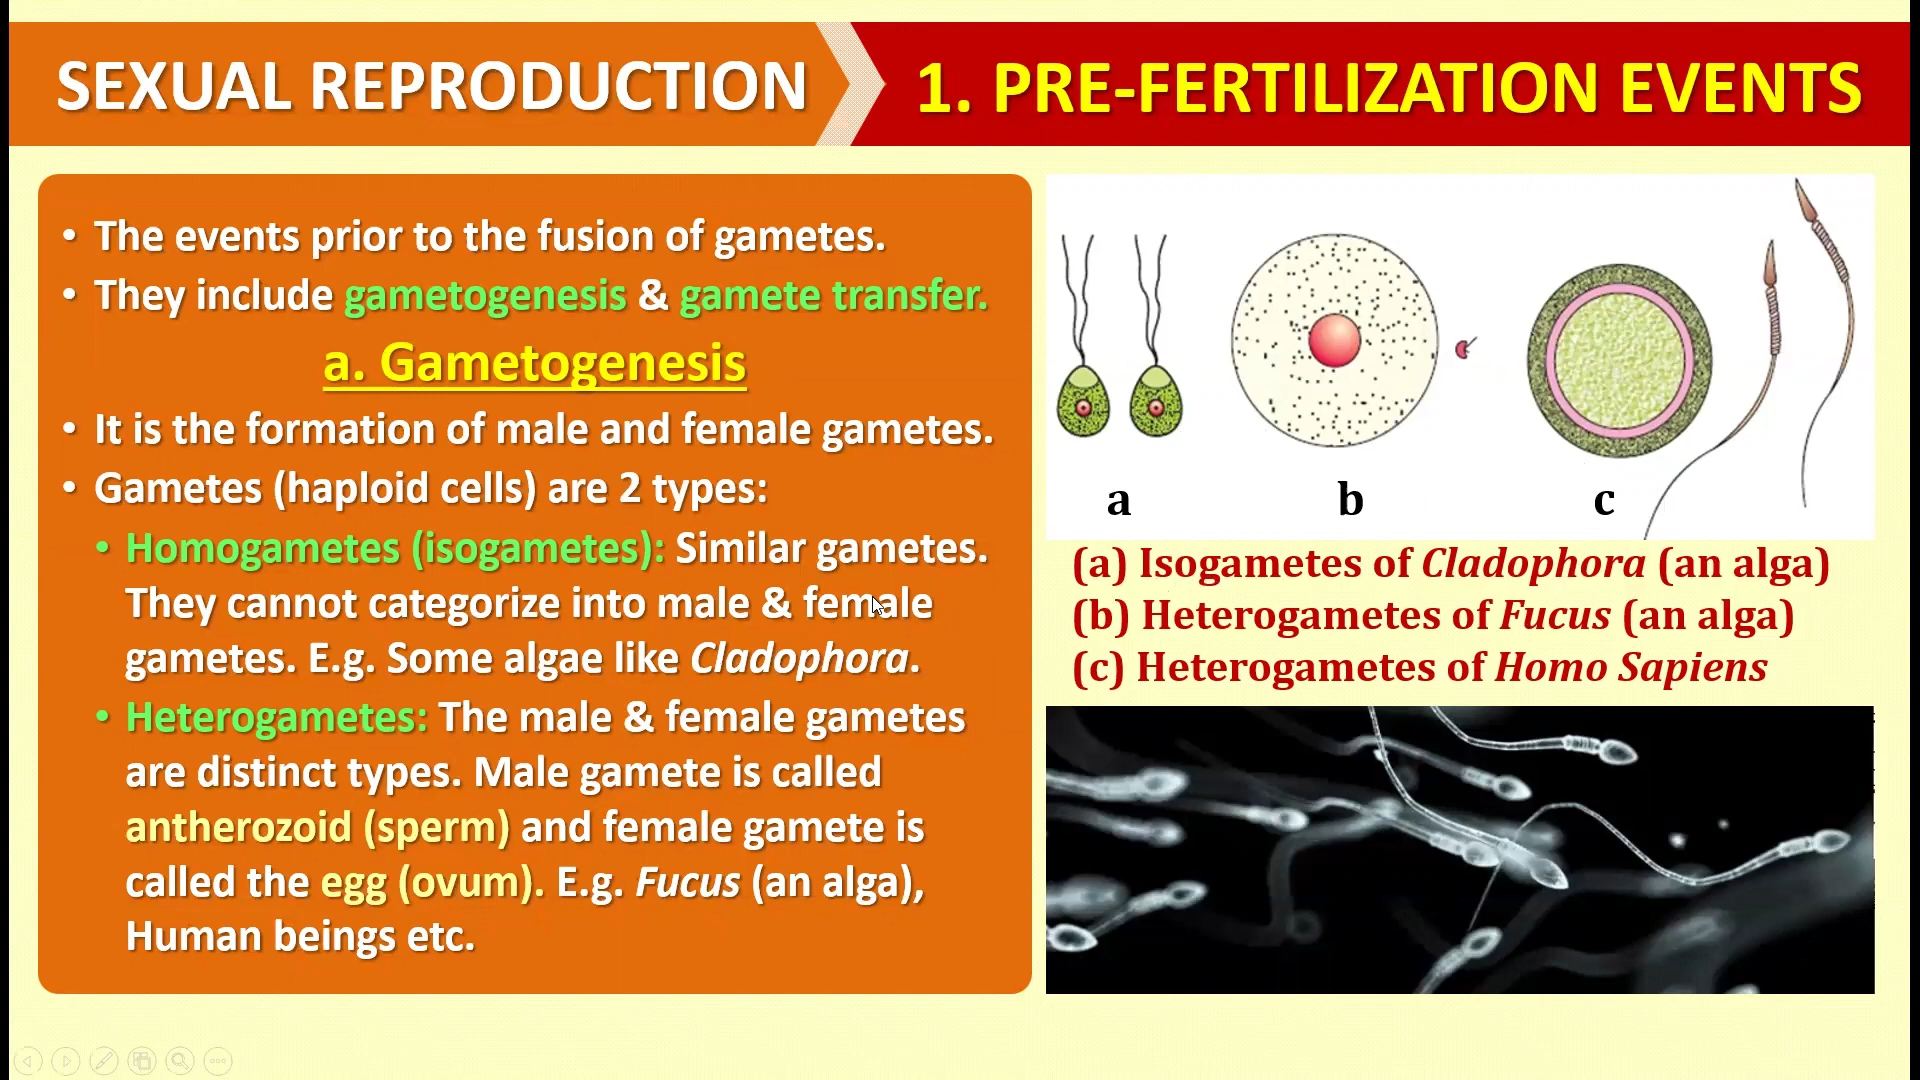 SEXUAL REPRODUCTION
1. PRE-FERTILIZATION EVENTS
• The events prior to the fusion of gametes.
• They include gametogenesis & gamete transfer.
a. Gametogenesis
• It is the formation of male and female gametes.
• Gametes (haploid cells) are 2 types:
• Homogametes (isogametes): Similar gametes.
They cannot categorize into male & female
gametes. E.g. Some algae like Cladophora.
• Heterogametes: The male & female gametes
are distinct types. Male gamete is called
antherozoid (sperm) and female gamete is
called the egg (ovum). E.g. Fucus (an alga),
Human beings etc.
a b c
(a) Isogametes of Cladophora (an alga)
(b) Heterogametes of Fucus (an alga)
(c) Heterogametes of Homo Sapiens